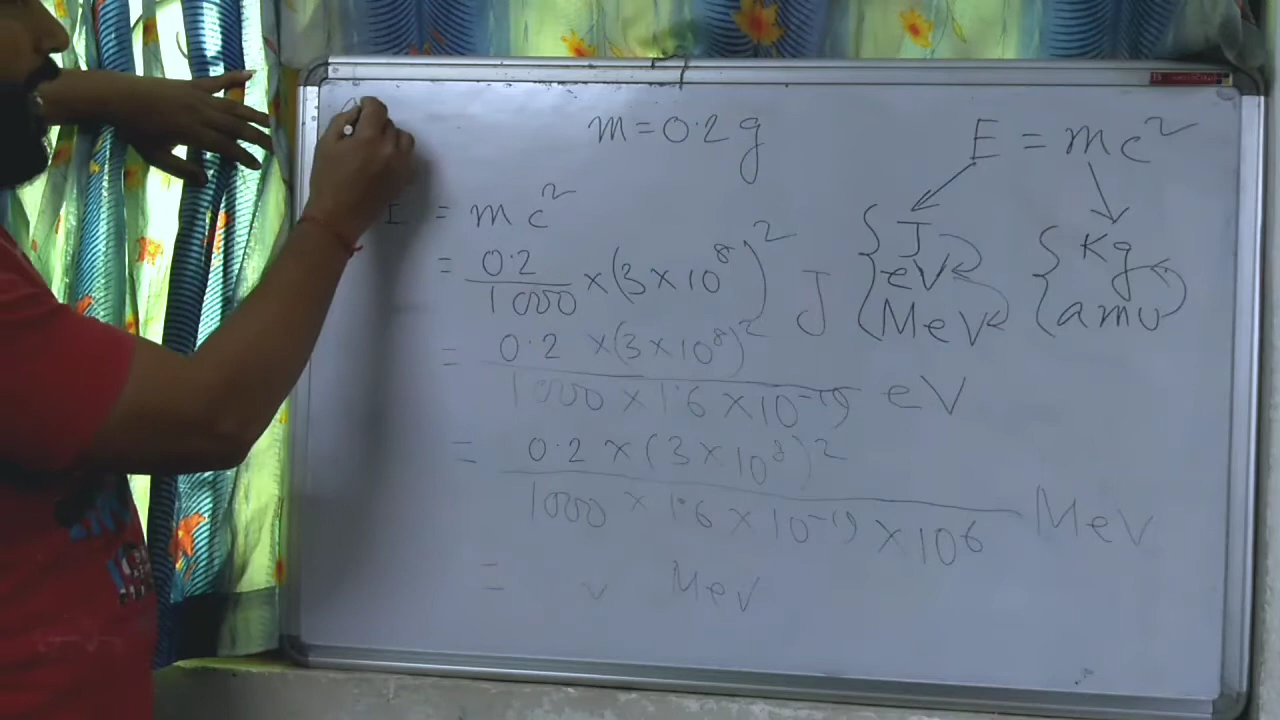 m = 0.2 g
E = mc²
J
eV
MeV
Kg
amu
E = mc²
= 0.2 / 1000 × (3 × 10⁸)² J
= 0.2 × (3 × 10⁸)² / 1000 × 1.6 × 10⁻¹⁹ eV
= 0.2 × (3 × 10⁸)² / 1000 × 1.6 × 10⁻¹⁹ × 10⁶ MeV
= MeV